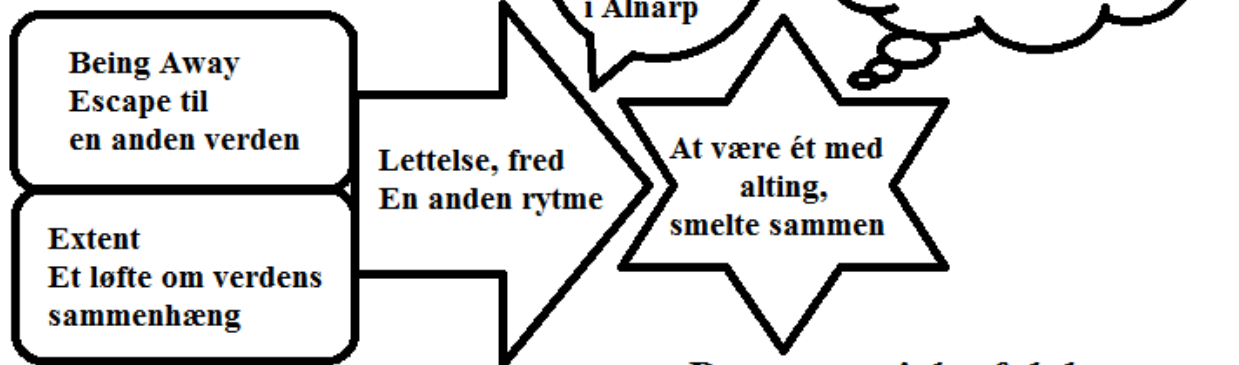 i Alnarp
Being Away
Escape til
en anden verden
Lettelse, fred
En anden rytme
At være ét med
alting,
smelte sammen
Extent
Et løfte om verdens
sammenhæng